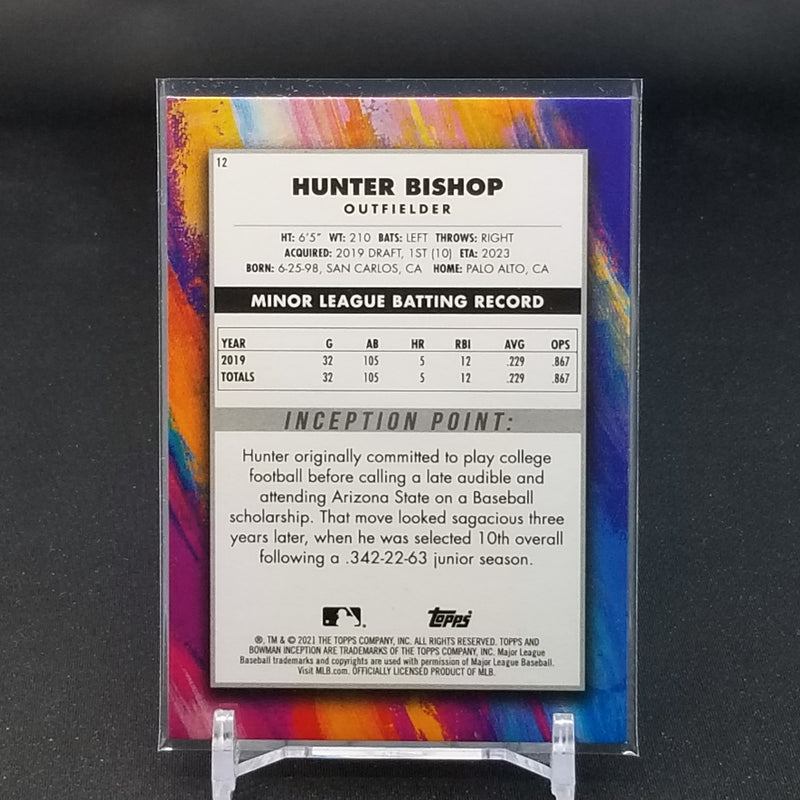 12
HUNTER BISHOP
OUTFIELDER
HT: 6'5" WT: 210 BATS: LEFT THROWS: RIGHT
ACQUIRED: 2019 DRAFT, 1ST (10) ETA: 2023
BORN: 6-25-98, SAN CARLOS, CA HOME: PALO ALTO, CA
MINOR LEAGUE BATTING RECORD
YEAR G AB HR RBI AVG OPS
2019 32 105 5 12 .229 .867
TOTALS 32 105 5 12 .229 .867
INCEPTION POINT:
Hunter originally committed to play college
football before calling a late audible and
attending Arizona State on a Baseball
scholarship. That move looked sagacious three
years later, when he was selected 10th overall
following a .342-22-63 junior season.
topps
®, TM & © 2021 THE TOPPS COMPANY, INC. ALL RIGHTS RESERVED. TOPPS AND
BOWMAN INCEPTION ARE TRADEMARKS OF THE TOPPS COMPANY, INC. Major League
Baseball trademarks and copyrights are used with permission of Major League Baseball.
Visit MLB.com. OFFICIALLY LICENSED PRODUCT OF MLB.